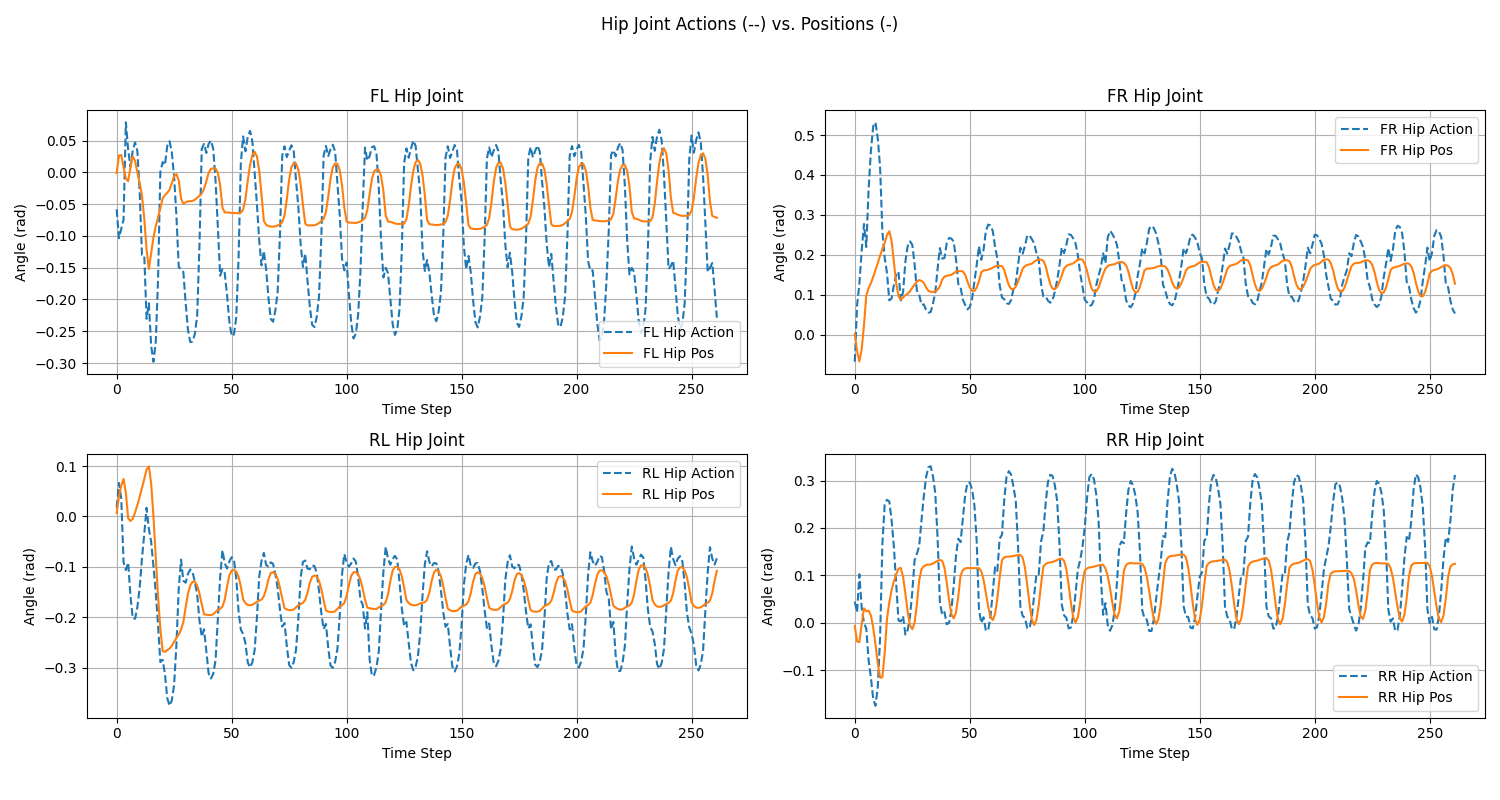 Hip Joint Actions (--) vs. Positions (-)
FL Hip Joint
Angle (rad)
0.05
0.00
−0.05
−0.10
−0.15
−0.20
−0.25
−0.30
FL Hip Action
FL Hip Pos
0 50 100 150 200 250
Time Step
FR Hip Joint
Angle (rad)
0.5
0.4
0.3
0.2
0.1
0.0
FR Hip Action
FR Hip Pos
0 50 100 150 200 250
Time Step
RL Hip Joint
Angle (rad)
0.1
0.0
−0.1
−0.2
−0.3
RL Hip Action
RL Hip Pos
0 50 100 150 200 250
Time Step
RR Hip Joint
Angle (rad)
0.3
0.2
0.1
0.0
−0.1
RR Hip Action
RR Hip Pos
0 50 100 150 200 250
Time Step